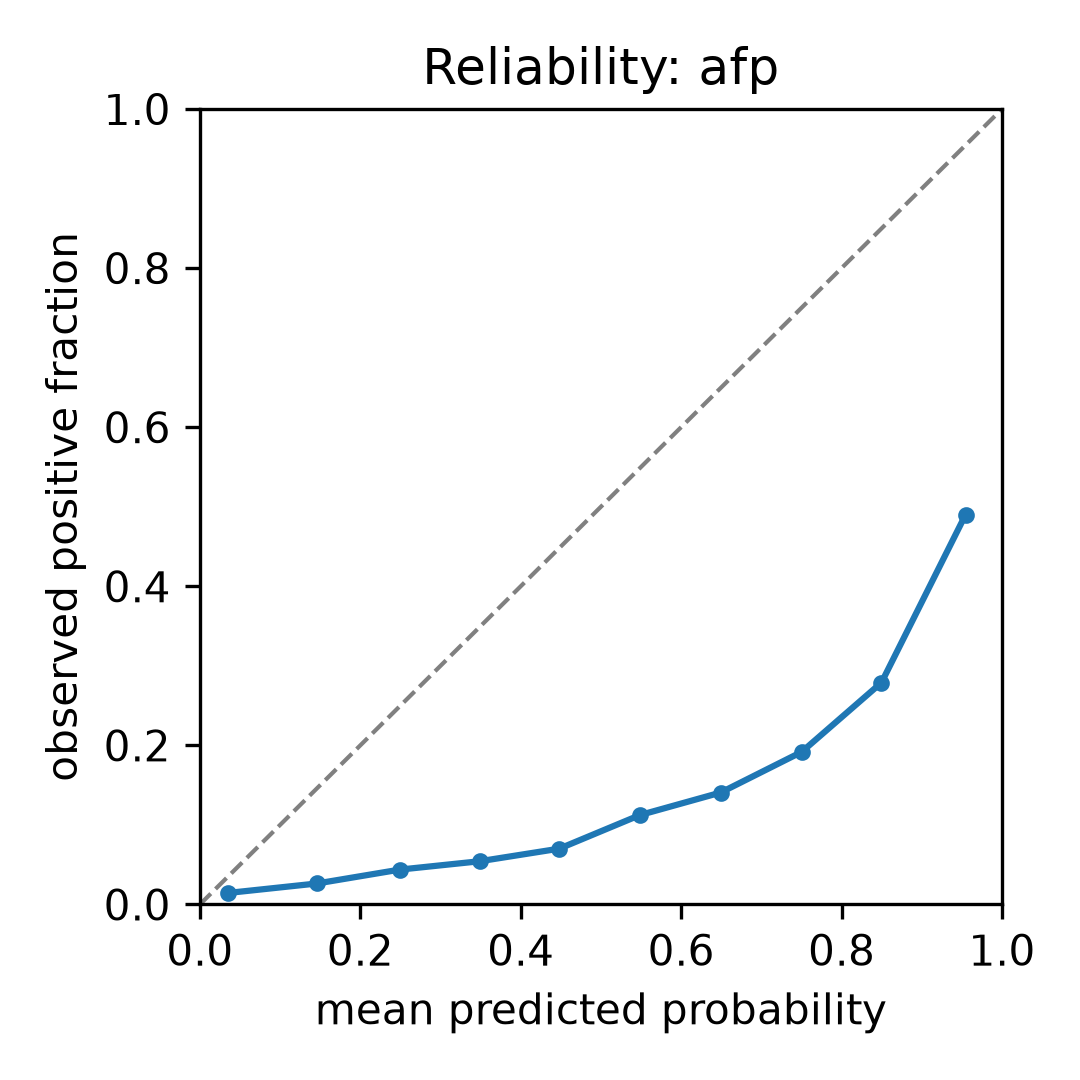 Reliability: afp
1.0
0.8
0.6
0.4
0.2
0.0
observed positive fraction
0.0 0.2 0.4 0.6 0.8 1.0
mean predicted probability